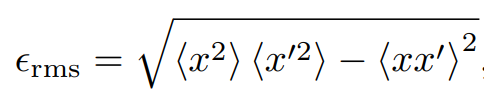 ϵ_rms = √(⟨x²⟩ ⟨x′²⟩ − ⟨xx′⟩²),